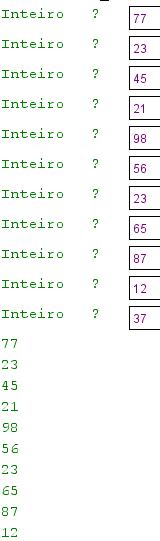 Inteiro ? 77
Inteiro ? 23
Inteiro ? 45
Inteiro ? 21
Inteiro ? 98
Inteiro ? 56
Inteiro ? 23
Inteiro ? 65
Inteiro ? 87
Inteiro ? 12
Inteiro ? 37
77
23
45
21
98
56
23
65
87
12